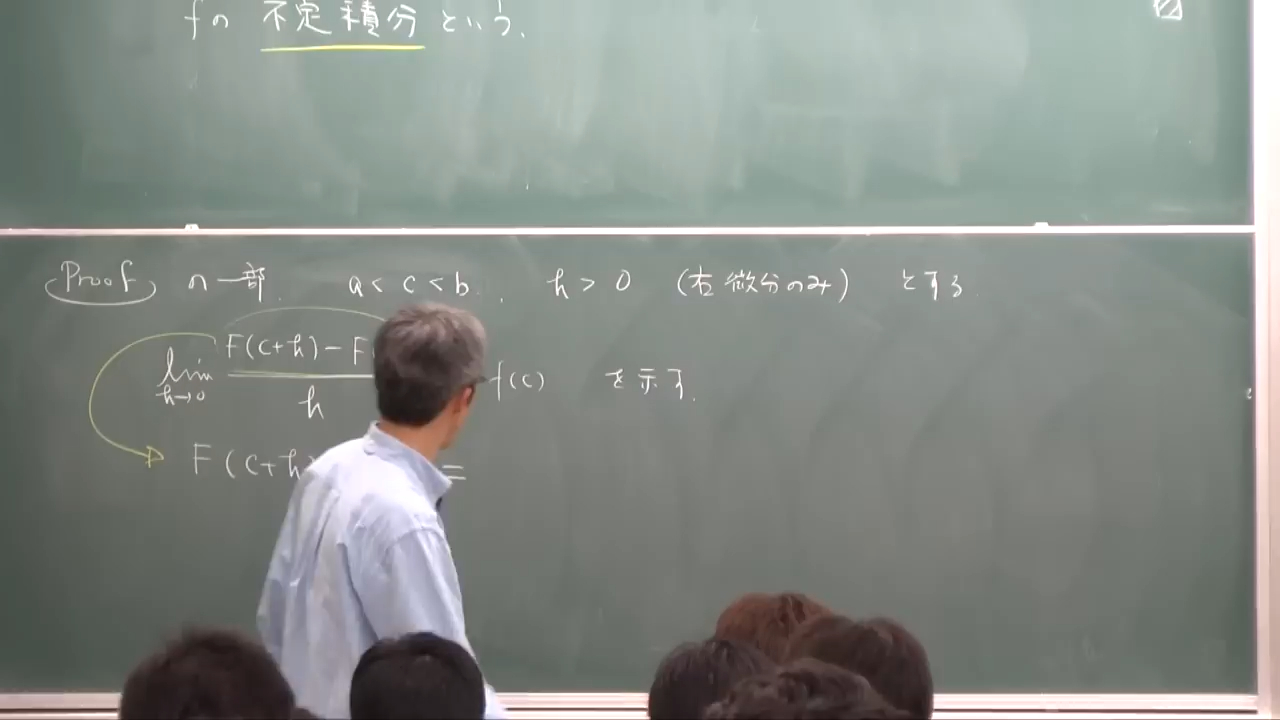 fの 不定積分 という.
Proof の一部. a < c < b. , h > 0 (右微分のみ) とする
lim h→0 F(c+h) - F h f(c) を示す.
F(c+h =